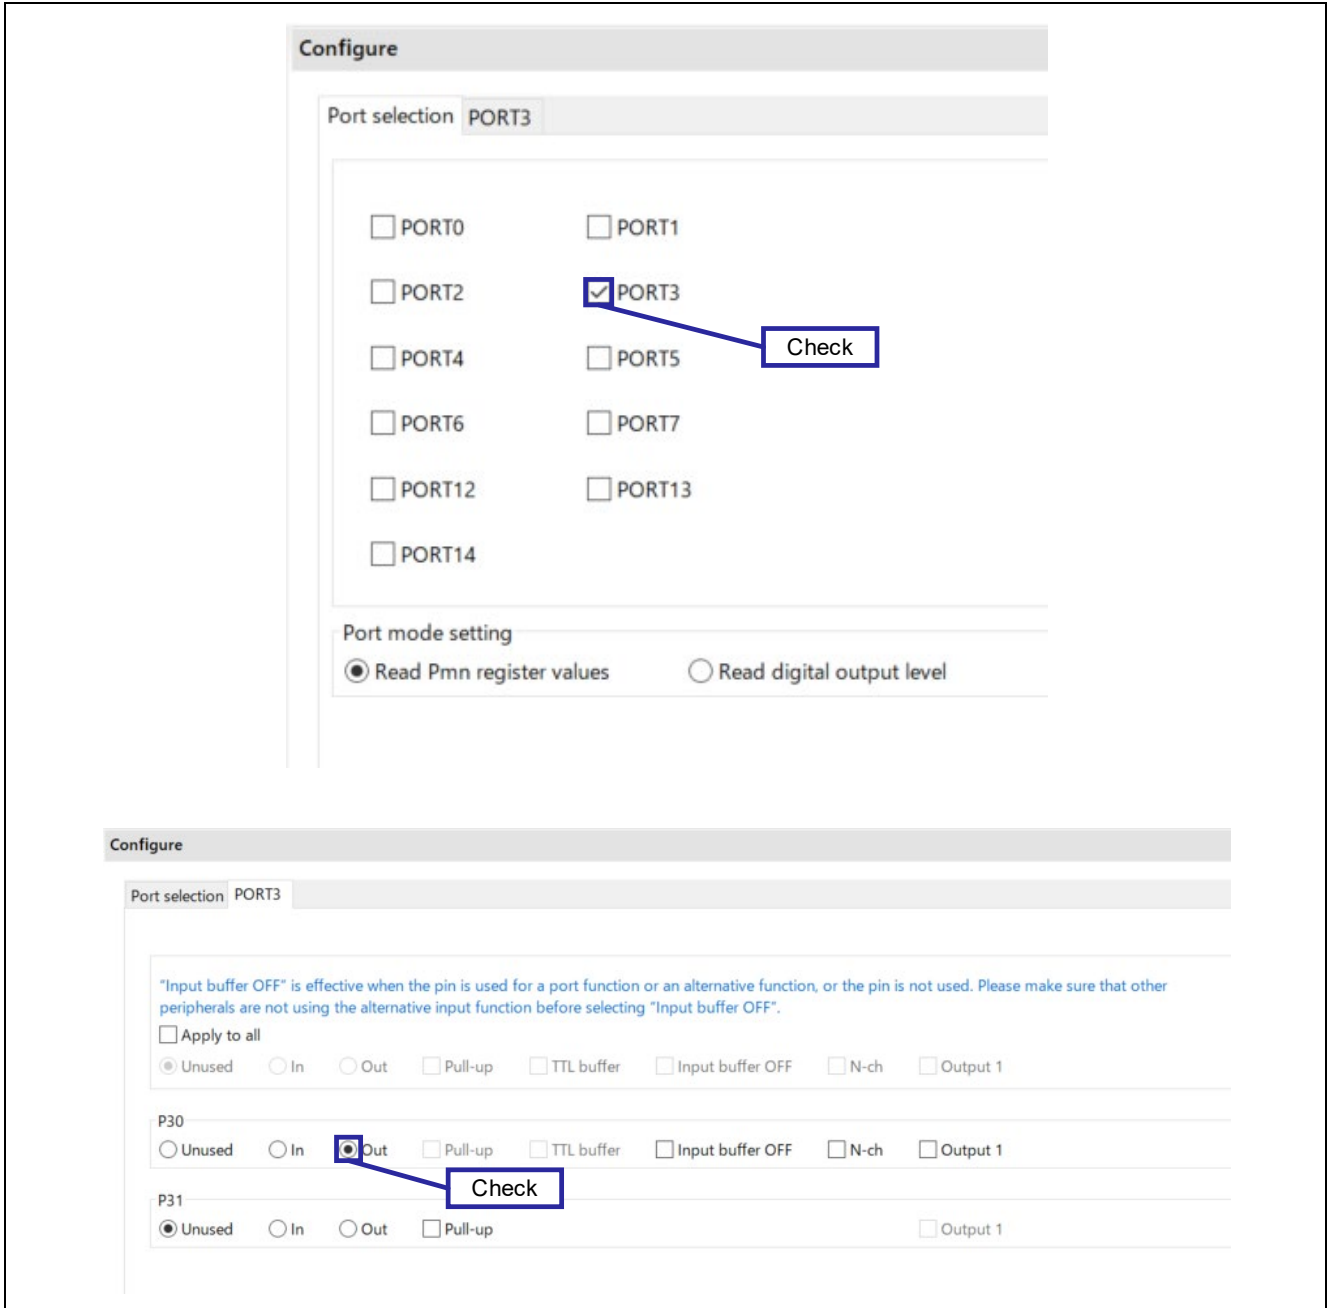 Configure
Port selection PORT3
PORT0 PORT1
PORT2 PORT3
Check
PORT4 PORT5
PORT6 PORT7
PORT12 PORT13
PORT14
Port mode setting
Read Pmn register values Read digital output level
Configure
Port selection PORT3
"Input buffer OFF" is effective when the pin is used for a port function or an alternative function, or the pin is not used. Please make sure that other
peripherals are not using the alternative input function before selecting "Input buffer OFF".
Apply to all
Unused In Out Pull-up TTL buffer Input buffer OFF N-ch Output 1
P30
Unused In Out Pull-up TTL buffer Input buffer OFF N-ch Output 1
Check
P31
Unused In Out Pull-up Output 1